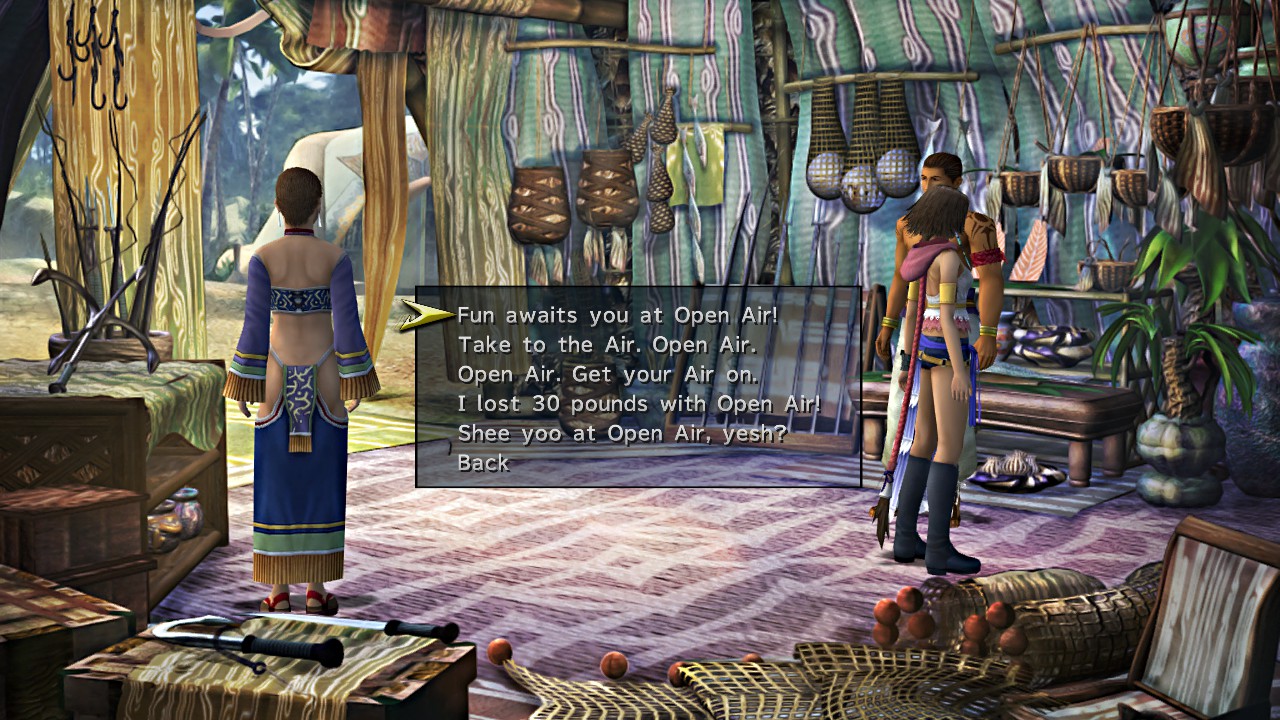 Fun awaits you at Open Air!
Take to the Air. Open Air.
Open Air. Get your Air on.
I lost 30 pounds with Open Air!
Shee yoo at Open Air, yesh?
Back